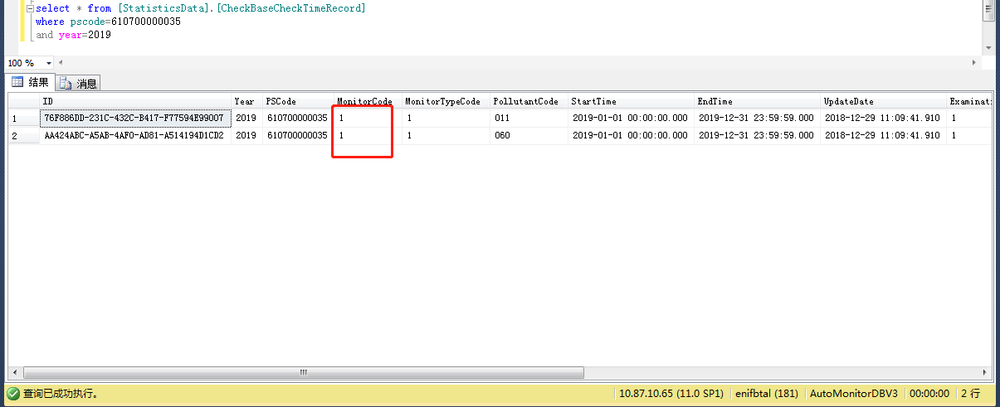 select * from [StatisticsData].[CheckBaseCheckTimeRecord]
where pscode=610700000035
and year=2019
100 %
结果 消息
ID Year PSCode MonitorCode MonitorTypeCode PollutantCode StartTime EndTime UpdateDate Examinati
1 76F886DD-231C-432C-B417-F77594E99007 2019 610700000035 1 1 011 2019-01-01 00:00:00.000 2019-12-31 23:59:59.000 2018-12-29 11:09:41.910 1
2 AA424ABC-A5AB-4AF0-AD81-A514194D1CD2 2019 610700000035 1 1 060 2019-01-01 00:00:00.000 2019-12-31 23:59:59.000 2018-12-29 11:09:41.910 1
查询已成功执行。 10.87.10.65 (11.0 SP1) enifbtal (181) AutoMonitorDBV3 00:00:00 2 行